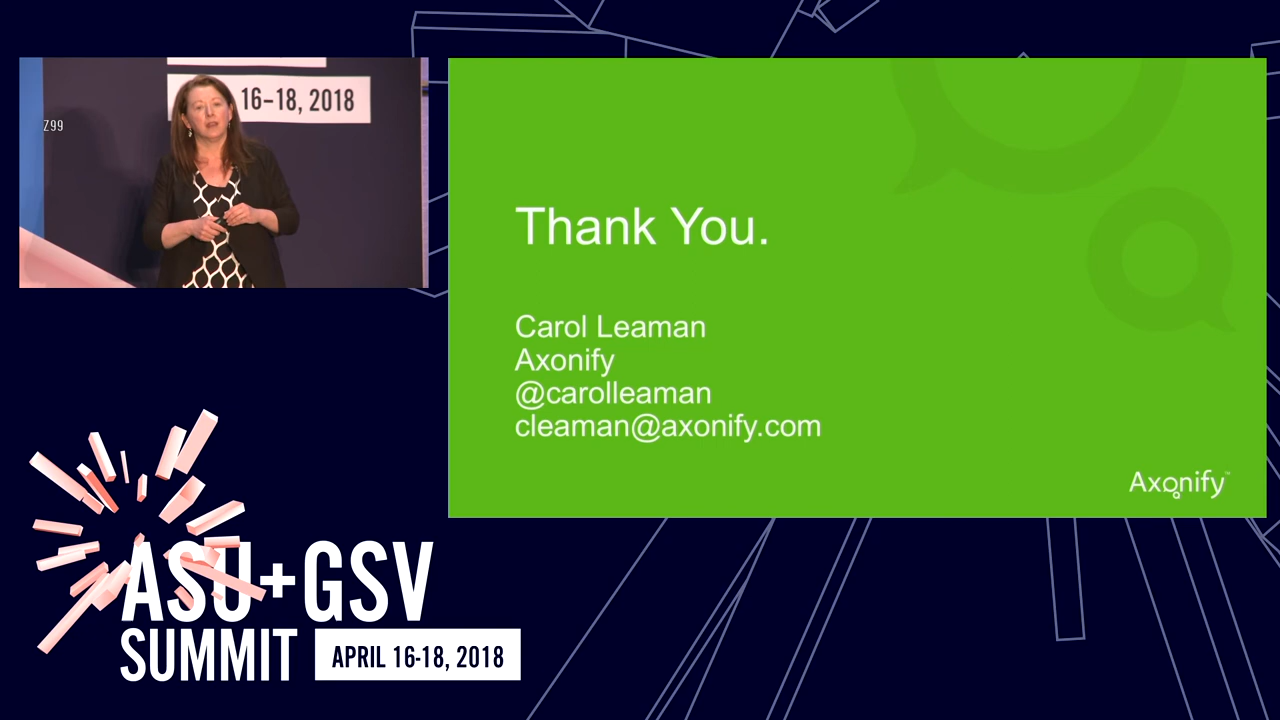 16-18, 2018
Z99
Thank You.
Carol Leaman
Axonify
@carolleaman
cleaman@axonify.com
Axonify™
ASU+GSV
SUMMIT
APRIL 16-18, 2018